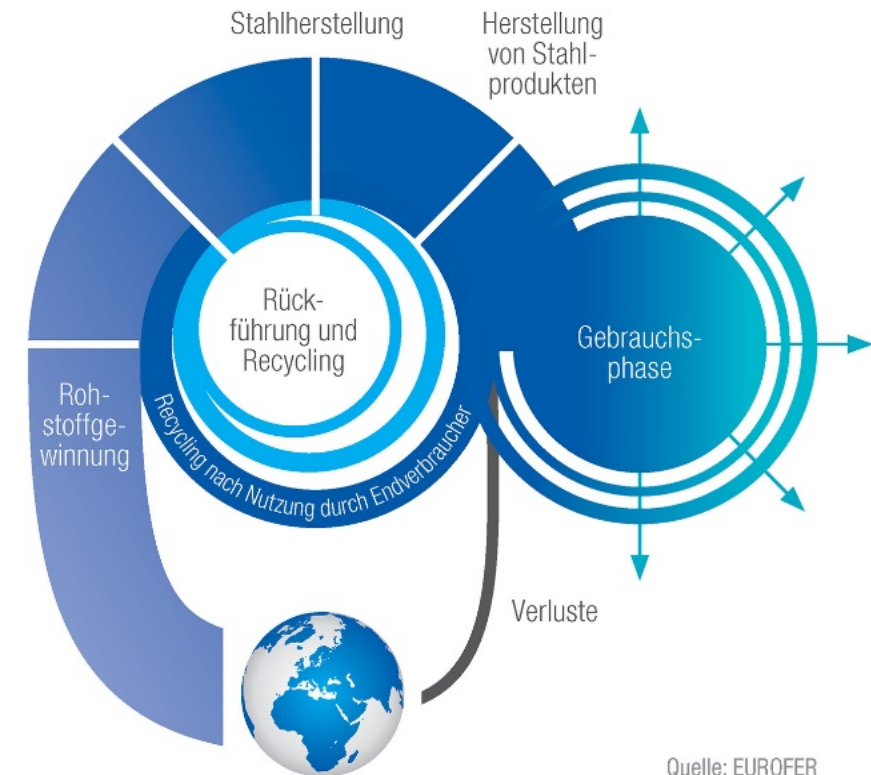 Stahlherstellung
Herstellung
von Stahl-
produkten
Rück-
führung und
Recycling
Gebrauchs-
phase
Roh-
stoffge-
winnung
Recycling nach Nutzung durch Endverbraucher
Verluste
Quelle: EUROFER